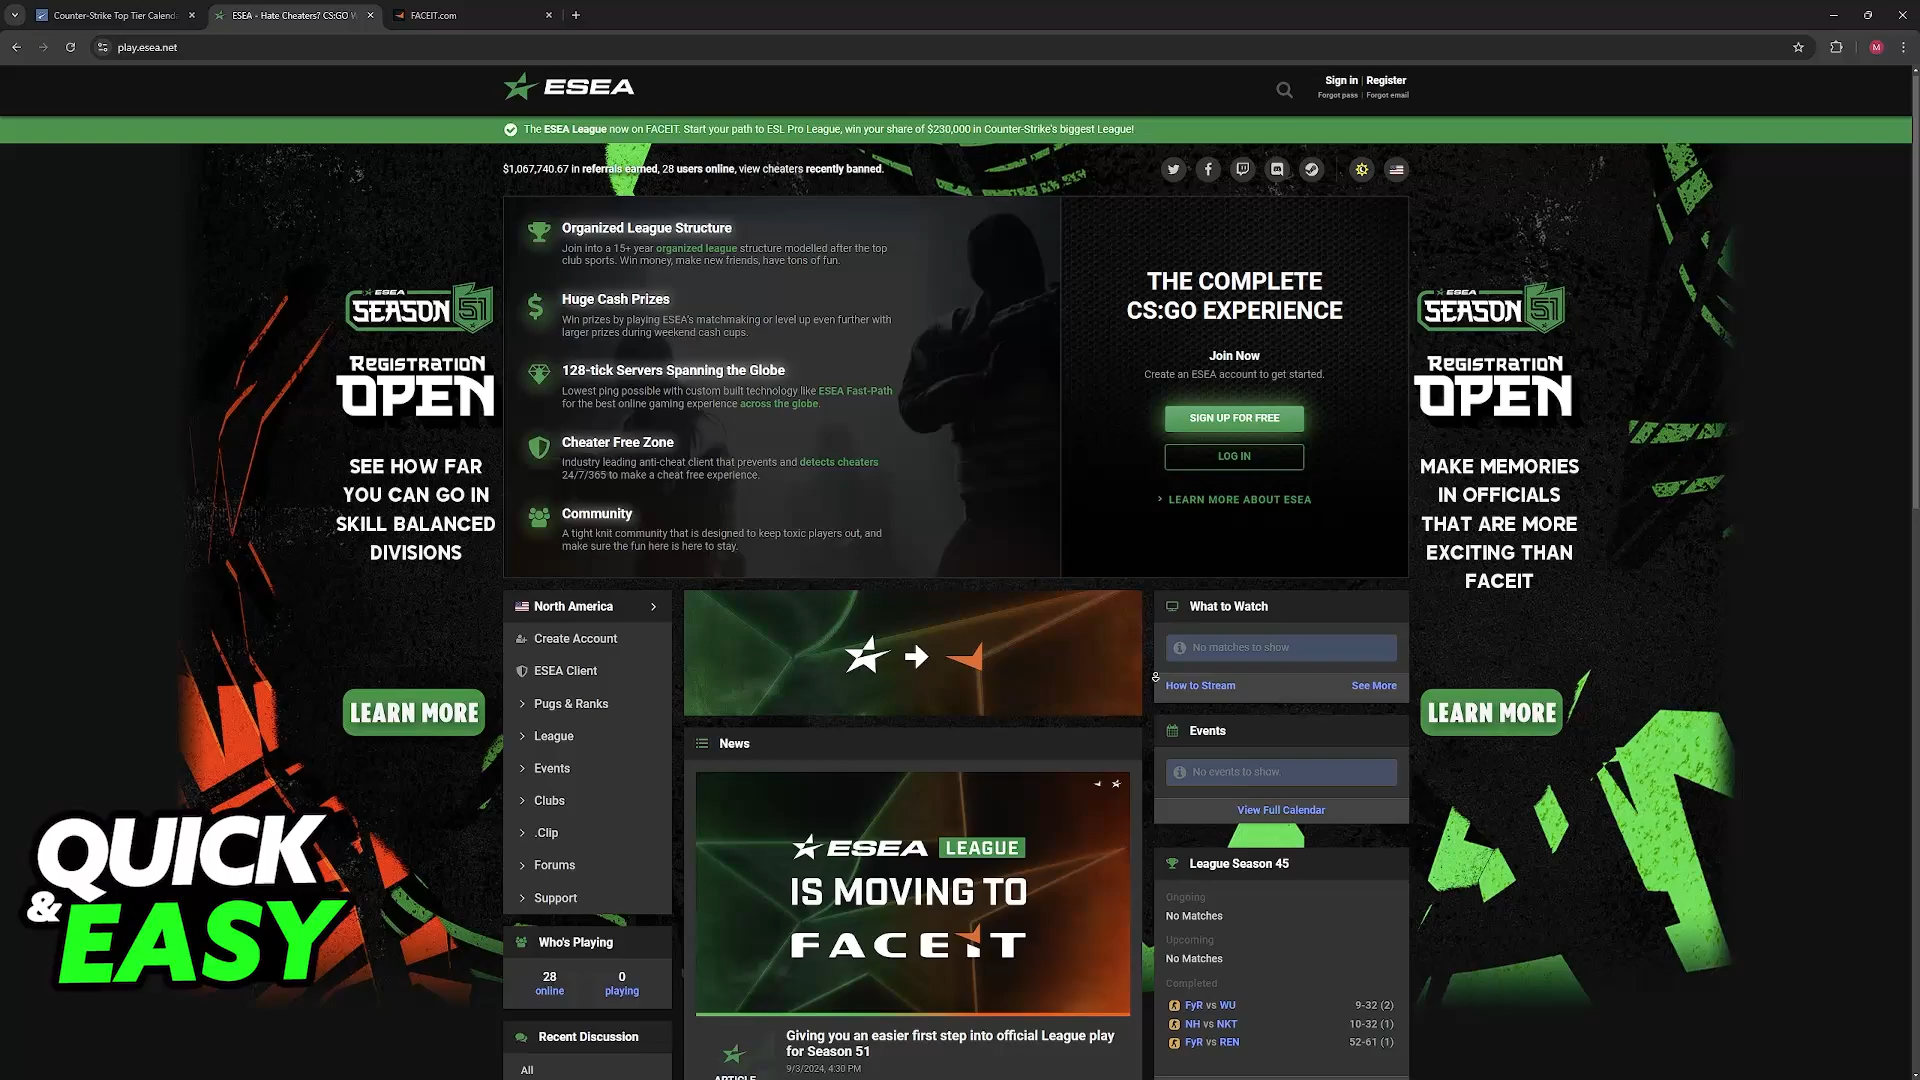 Counter-Strike Top Tier Calend
ESEA - Hate Cheaters? CS:GO W
FACEIT.com
play.esea.net
M
ESEA
Sign in | Register
Forgot pass | Forgot email
The ESEA League now on FACEIT. Start your path to ESL Pro League, win your share of $230,000 in Counter-Strike's biggest League!
$1,067,740.67 in referrals earned, 28 users online, view cheaters recently banned.
Organized League Structure
Join into a 15+ year organized league structure modelled after the top
club sports. Win money, make new friends, have tons of fun.
Huge Cash Prizes
Win prizes by playing ESEA's matchmaking or level up even further with
larger prizes during weekend cash cups.
128-tick Servers Spanning the Globe
Lowest ping possible with custom built technology like ESEA Fast-Path
for the best online gaming experience across the globe.
Cheater Free Zone
Industry leading anti-cheat client that prevents and detects cheaters
24/7/365 to make a cheat free experience.
Community
A tight knit community that is designed to keep toxic players out, and
make sure the fun here is here to stay.
THE COMPLETE
CS:GO EXPERIENCE
Join Now
Create an ESEA account to get started.
SIGN UP FOR FREE
LOG IN
LEARN MORE ABOUT ESEA
ESEA
SEASON 51
REGISTRATION
OPEN
SEE HOW FAR
YOU CAN GO IN
SKILL BALANCED
DIVISIONS
LEARN MORE
ESEA
SEASON 51
REGISTRATION
OPEN
MAKE MEMORIES
IN OFFICIALS
THAT ARE MORE
EXCITING THAN
FACEIT
LEARN MORE
North America
Create Account
ESEA Client
Pugs & Ranks
League
Events
Clubs
.Clip
Forums
Support
Who's Playing
28
online
0
playing
Recent Discussion
All
News
ESEA LEAGUE
IS MOVING TO
FACEIT
Giving you an easier first step into official League play
for Season 51
9/3/2024, 4:30 PM
ARTICLE
What to Watch
No matches to show
How to Stream
See More
Events
No events to show.
View Full Calendar
League Season 45
Ongoing
No Matches
Upcoming
No Matches
Completed
FyR vs WU 9-32 (2)
NH vs NKT 10-32 (1)
FyR vs REN 52-61 (1)
QUICK
& EASY